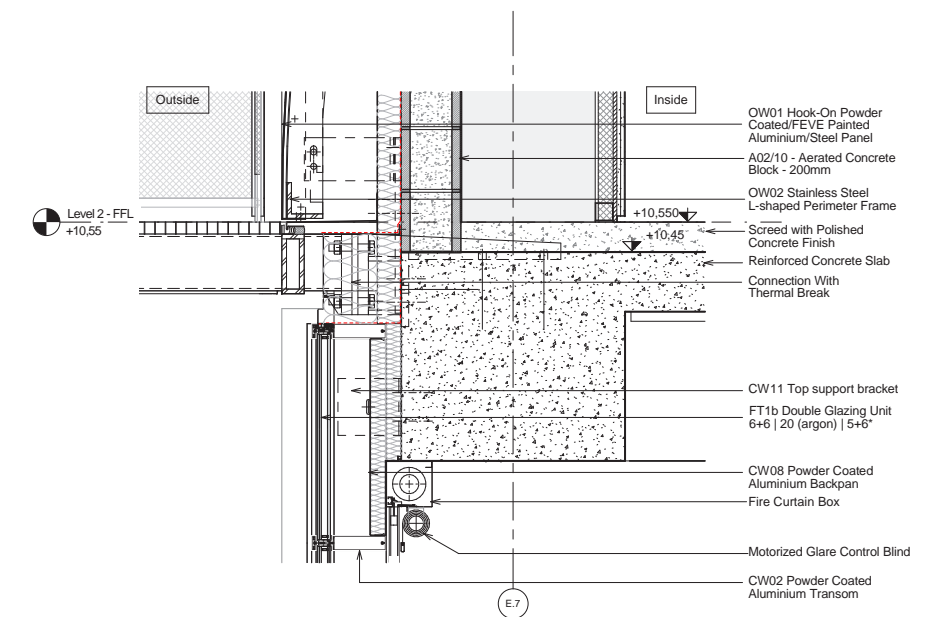 Outside
Inside
OW01 Hook-On Powder
Coated/FEVE Painted
Aluminium/Steel Panel
A02/10 - Aerated Concrete
Block - 200mm
OW02 Stainless Steel
L-shaped Perimeter Frame
Level 2 - FFL
+10,55
+10,550
+10.45
Screed with Polished
Concrete Finish
Reinforced Concrete Slab
Connection With
Thermal Break
CW11 Top support bracket
FT1b Double Glazing Unit
6+6 | 20 (argon) | 5+6*
CW08 Powder Coated
Aluminium Backpan
Fire Curtain Box
Motorized Glare Control Blind
CW02 Powder Coated
Aluminium Transom
E.7